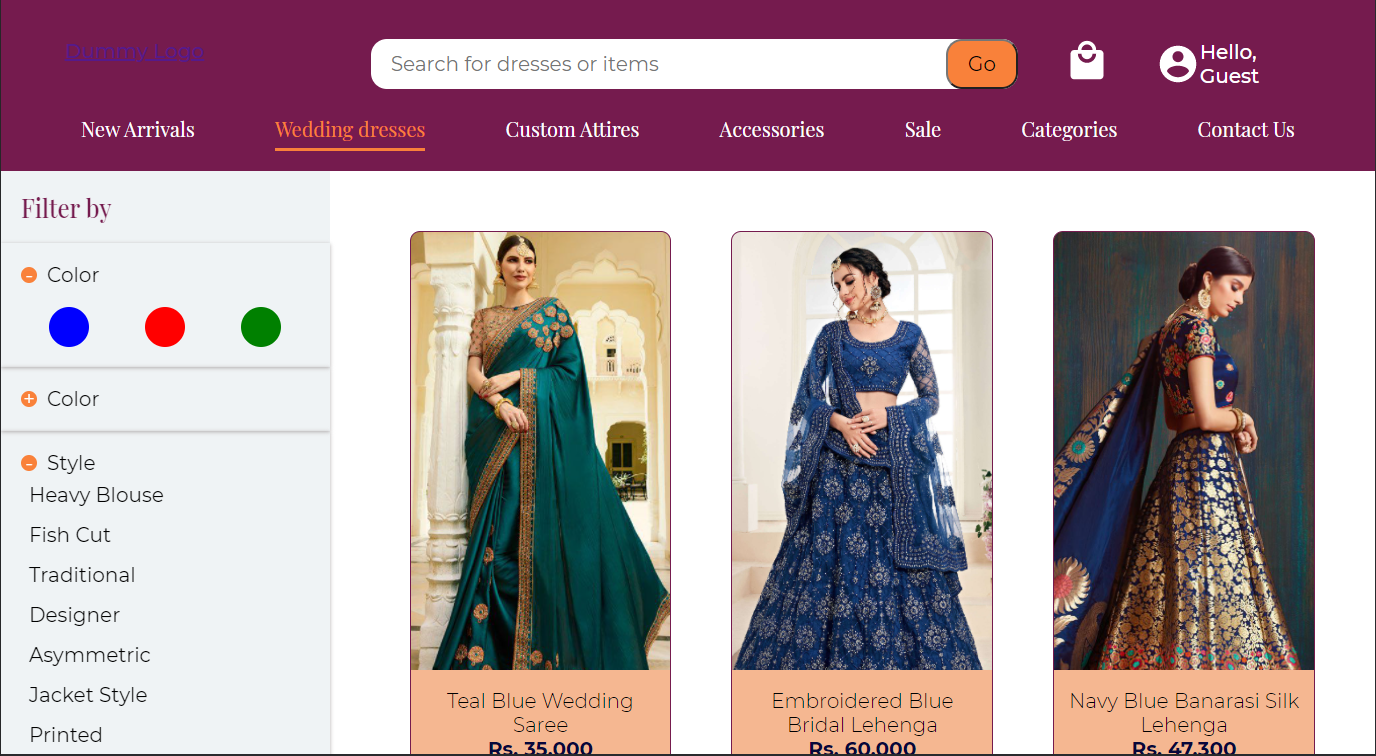 Dummy Logo
Search for dresses or items
Go
Hello,
Guest
New Arrivals
Wedding dresses
Custom Attires
Accessories
Sale
Categories
Contact Us
Filter by
- Color
+ Color
- Style
Heavy Blouse
Fish Cut
Traditional
Designer
Asymmetric
Jacket Style
Printed
Teal Blue Wedding
Saree
Rs. 35,000
Embroidered Blue
Bridal Lehenga
Rs. 60,000
Navy Blue Banarasi Silk
Lehenga
Rs. 47,300